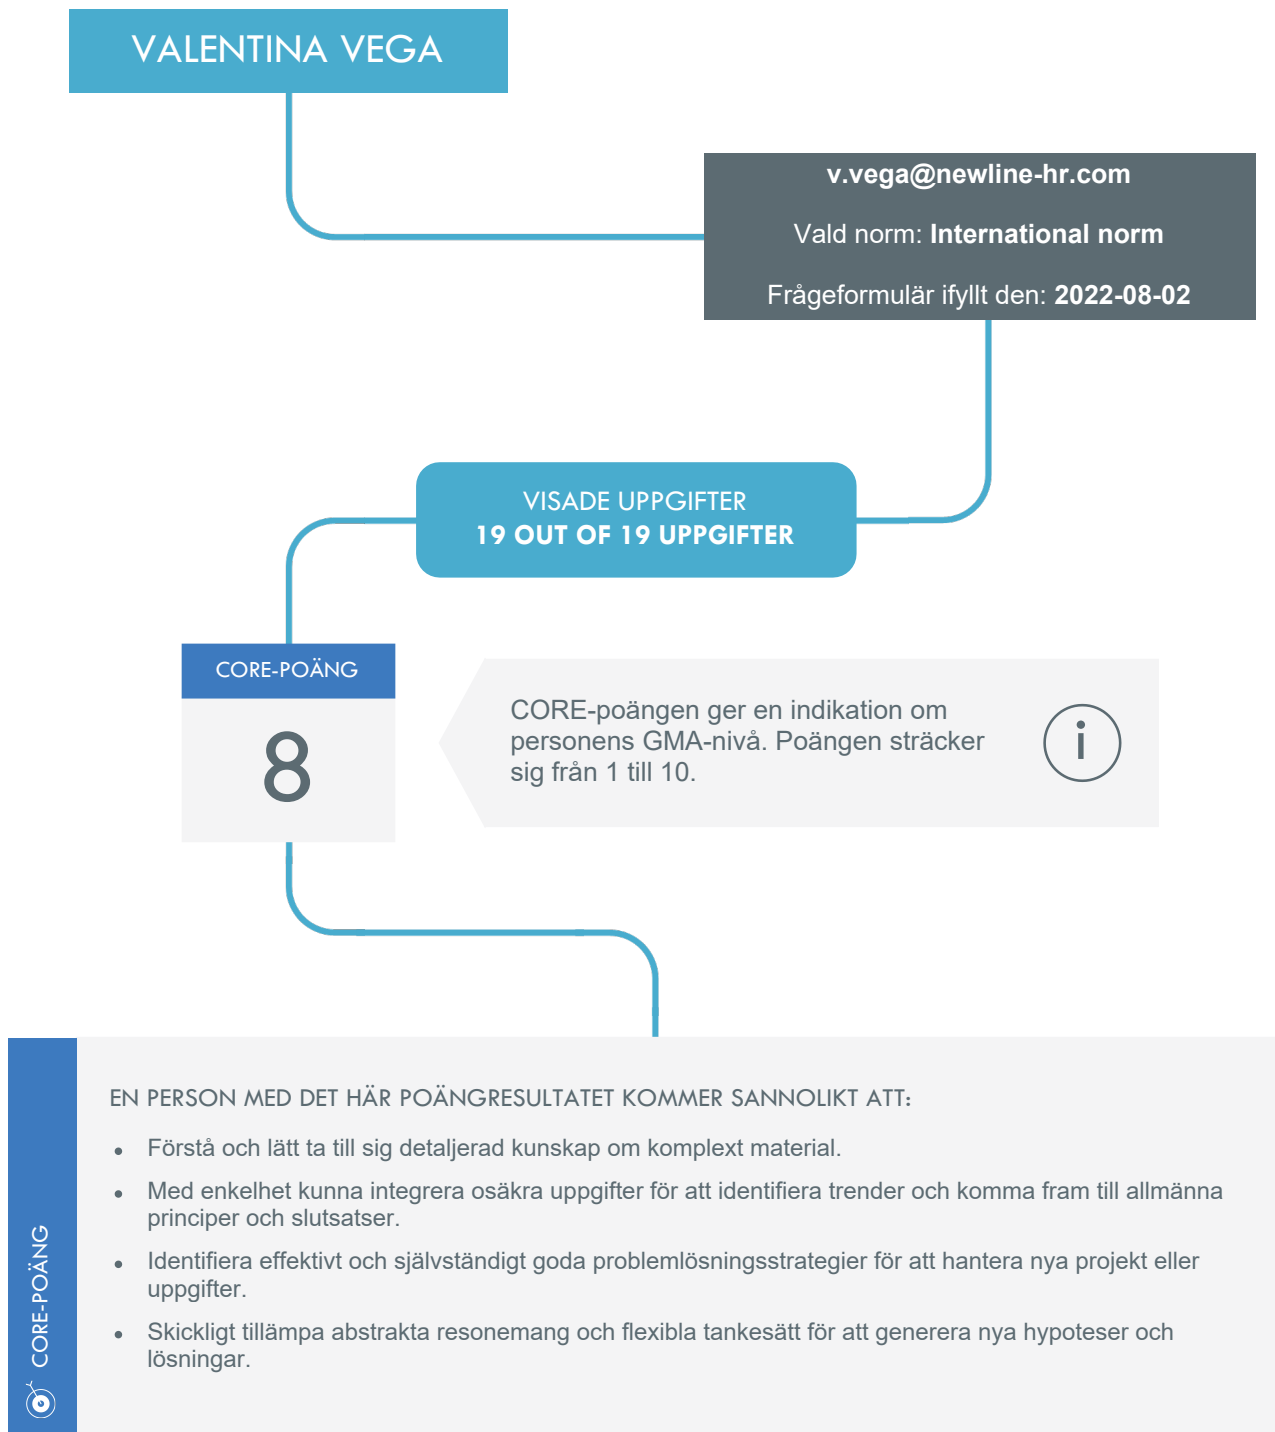 VALENTINA VEGA
v.vega@newline-hr.com
Vald norm: International norm
Frågeformulär ifyllt den: 2022-08-02
VISADE UPPGIFTER
19 OUT OF 19 UPPGIFTER
CORE-POÄNG
8
CORE-poängen ger en indikation om
personens GMA-nivå. Poängen sträcker
sig från 1 till 10.
i
CORE-POÄNG
EN PERSON MED DET HÄR POÄNGRESULTATET KOMMER SANNOLIKT ATT:
• Förstå och lätt ta till sig detaljerad kunskap om komplext material.
• Med enkelhet kunna integrera osäkra uppgifter för att identifiera trender och komma fram till allmänna
principer och slutsatser.
• Identifiera effektivt och självständigt goda problemlösningsstrategier för att hantera nya projekt eller
uppgifter.
• Skickligt tillämpa abstrakta resonemang och flexibla tankesätt för att generera nya hypoteser och
lösningar.